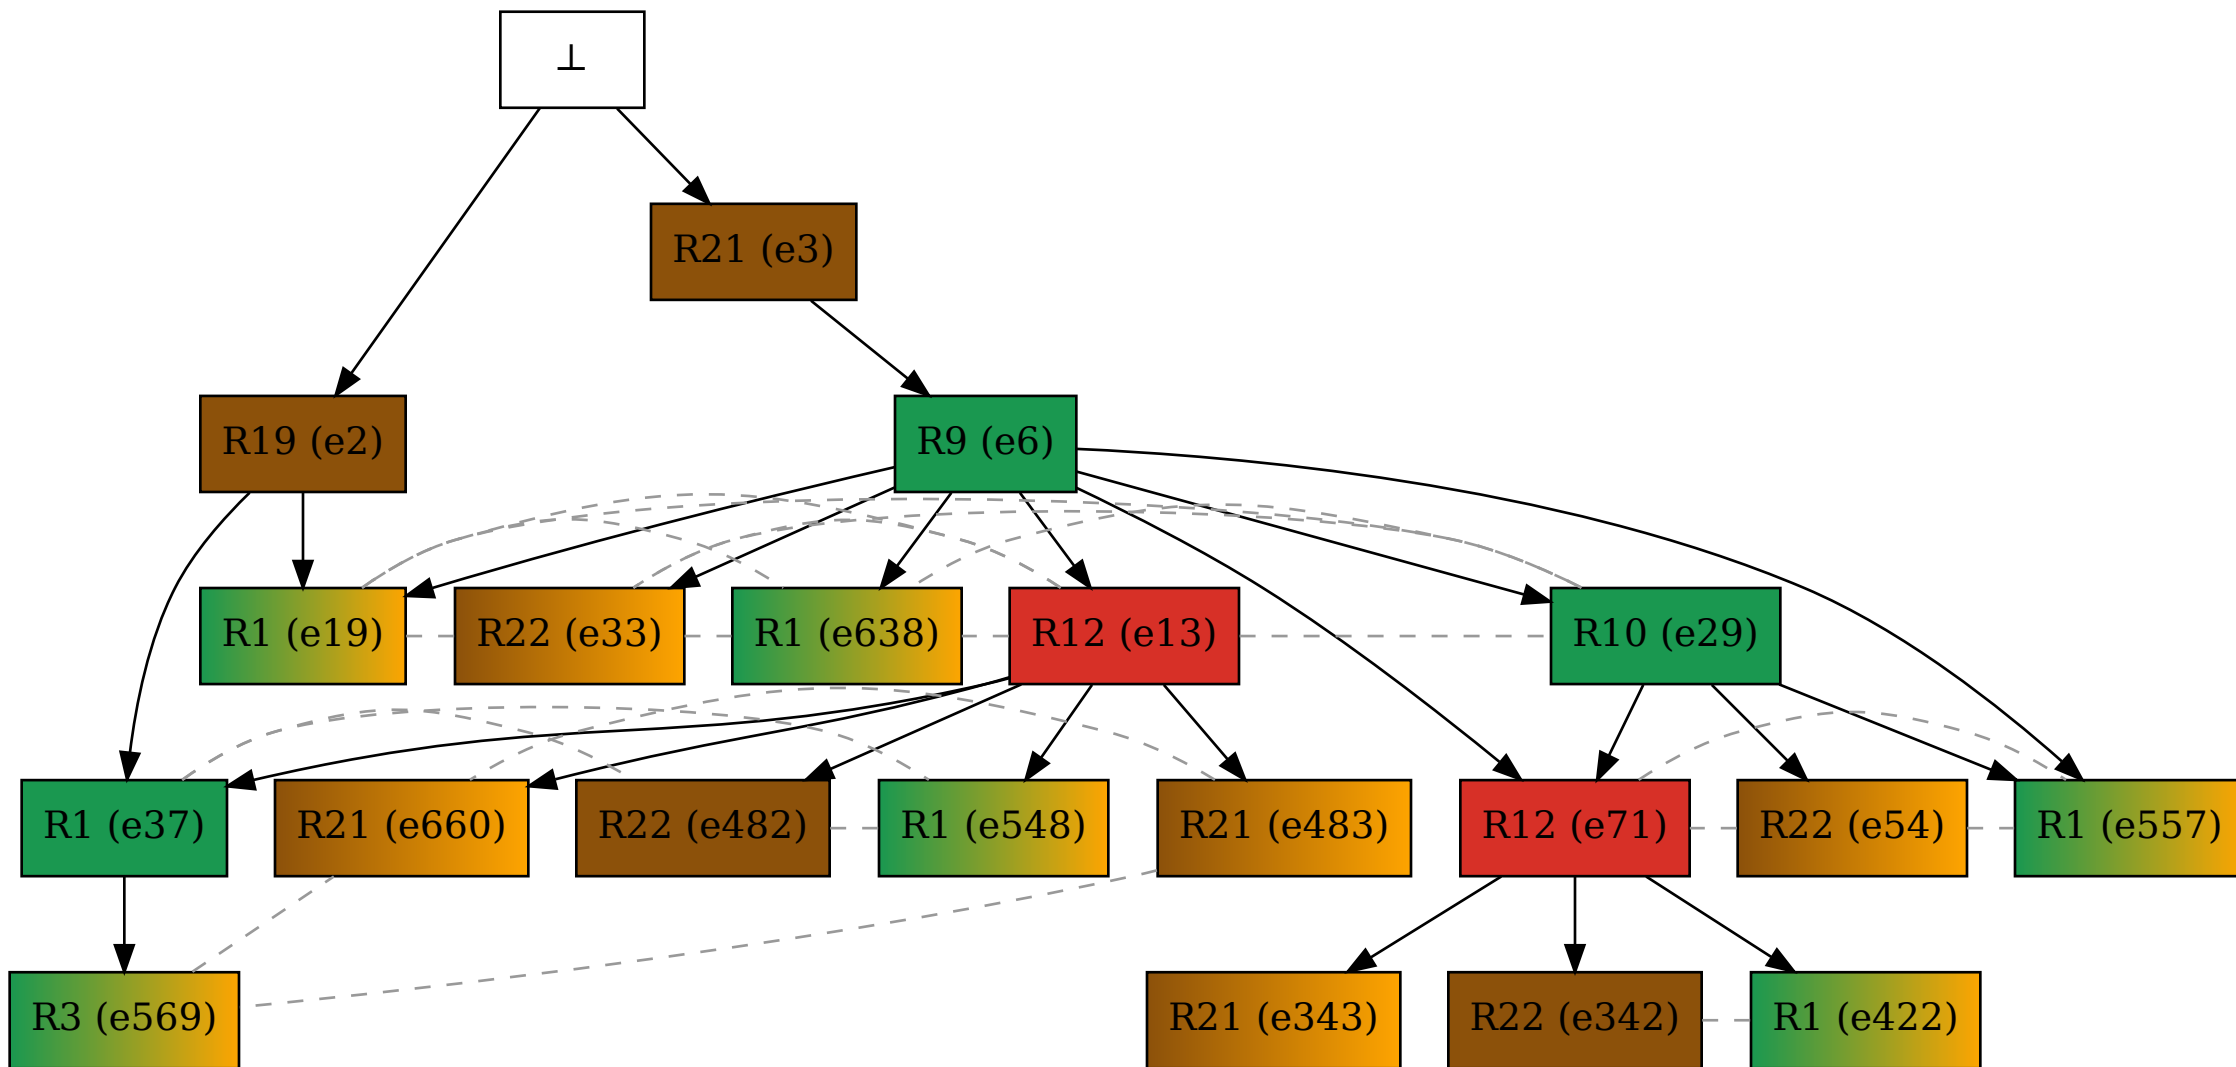 ⊥
R21 (e3)
R19 (e2)
R9 (e6)
R1 (e19)
R22 (e33)
R1 (e638)
R12 (e13)
R10 (e29)
R1 (e37)
R21 (e660)
R22 (e482)
R1 (e548)
R21 (e483)
R12 (e71)
R22 (e54)
R1 (e557)
R3 (e569)
R21 (e343)
R22 (e342)
R1 (e422)